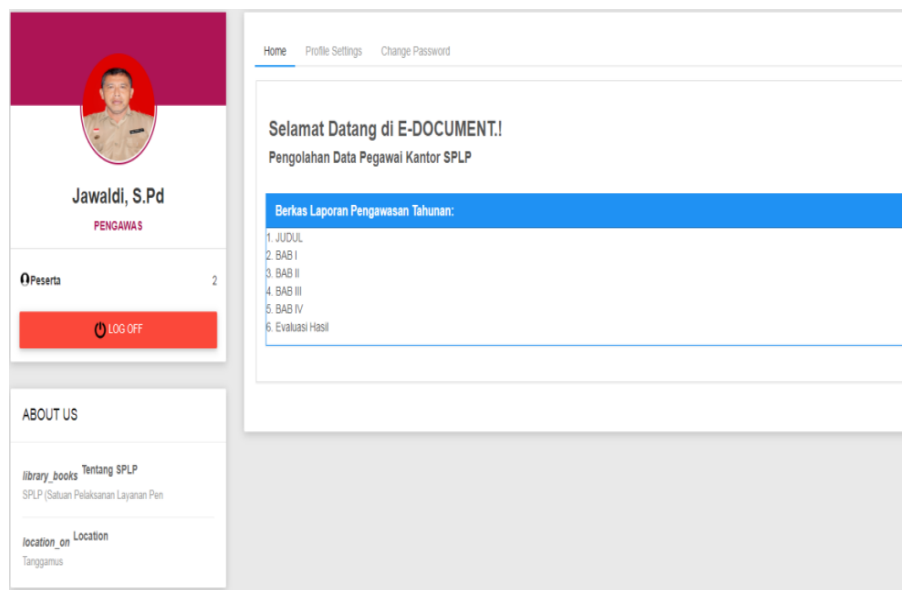 Jawaldi, S.Pd
PENGAWAS
Peserta 2
LOG OFF
ABOUT US
library_books Tentang SPLP
SPLP (Satuan Pelaksanan Layanan Pen
location_on Location
Tanggamus
Home Profile Settings Change Password
Selamat Datang di E-DOCUMENT.!
Pengolahan Data Pegawai Kantor SPLP
Berkas Laporan Pengawasan Tahunan:
1. JUDUL
2. BAB I
3. BAB II
4. BAB III
5. BAB IV
6. Evaluasi Hasil